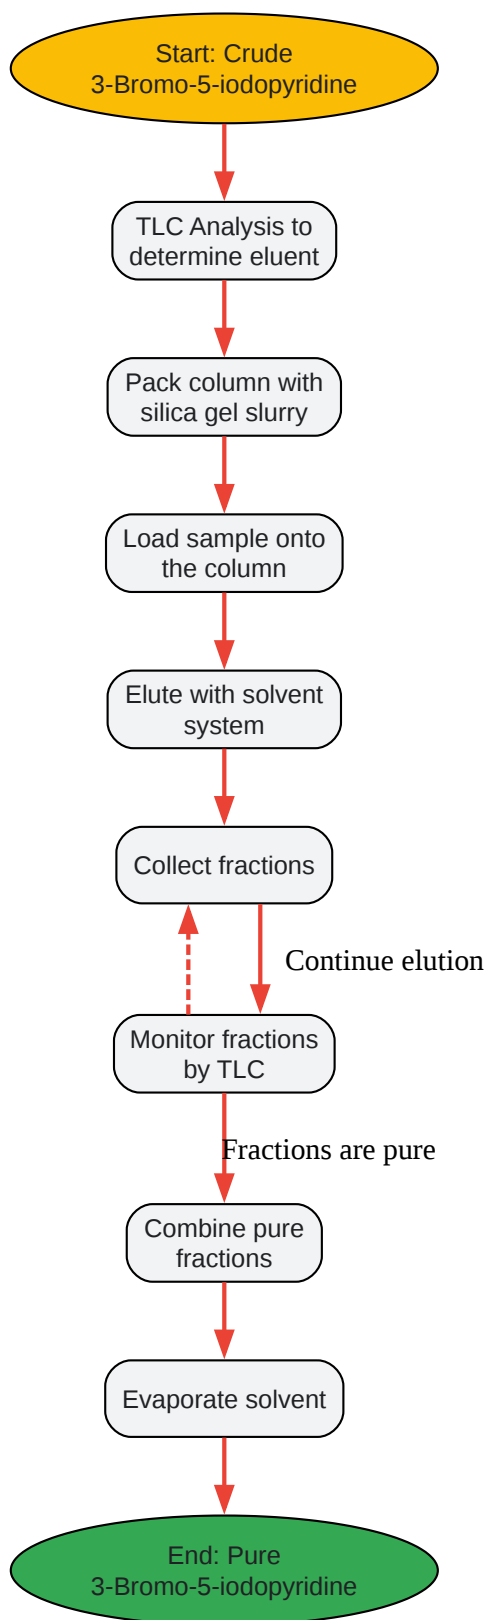 Start: Crude
3-Bromo-5-iodopyridine
TLC Analysis to
determine eluent
Pack column with
silica gel slurry
Load sample onto
the column
Elute with solvent
system
Collect fractions
Continue elution
Monitor fractions
by TLC
Fractions are pure
Combine pure
fractions
Evaporate solvent
End: Pure
3-Bromo-5-iodopyridine